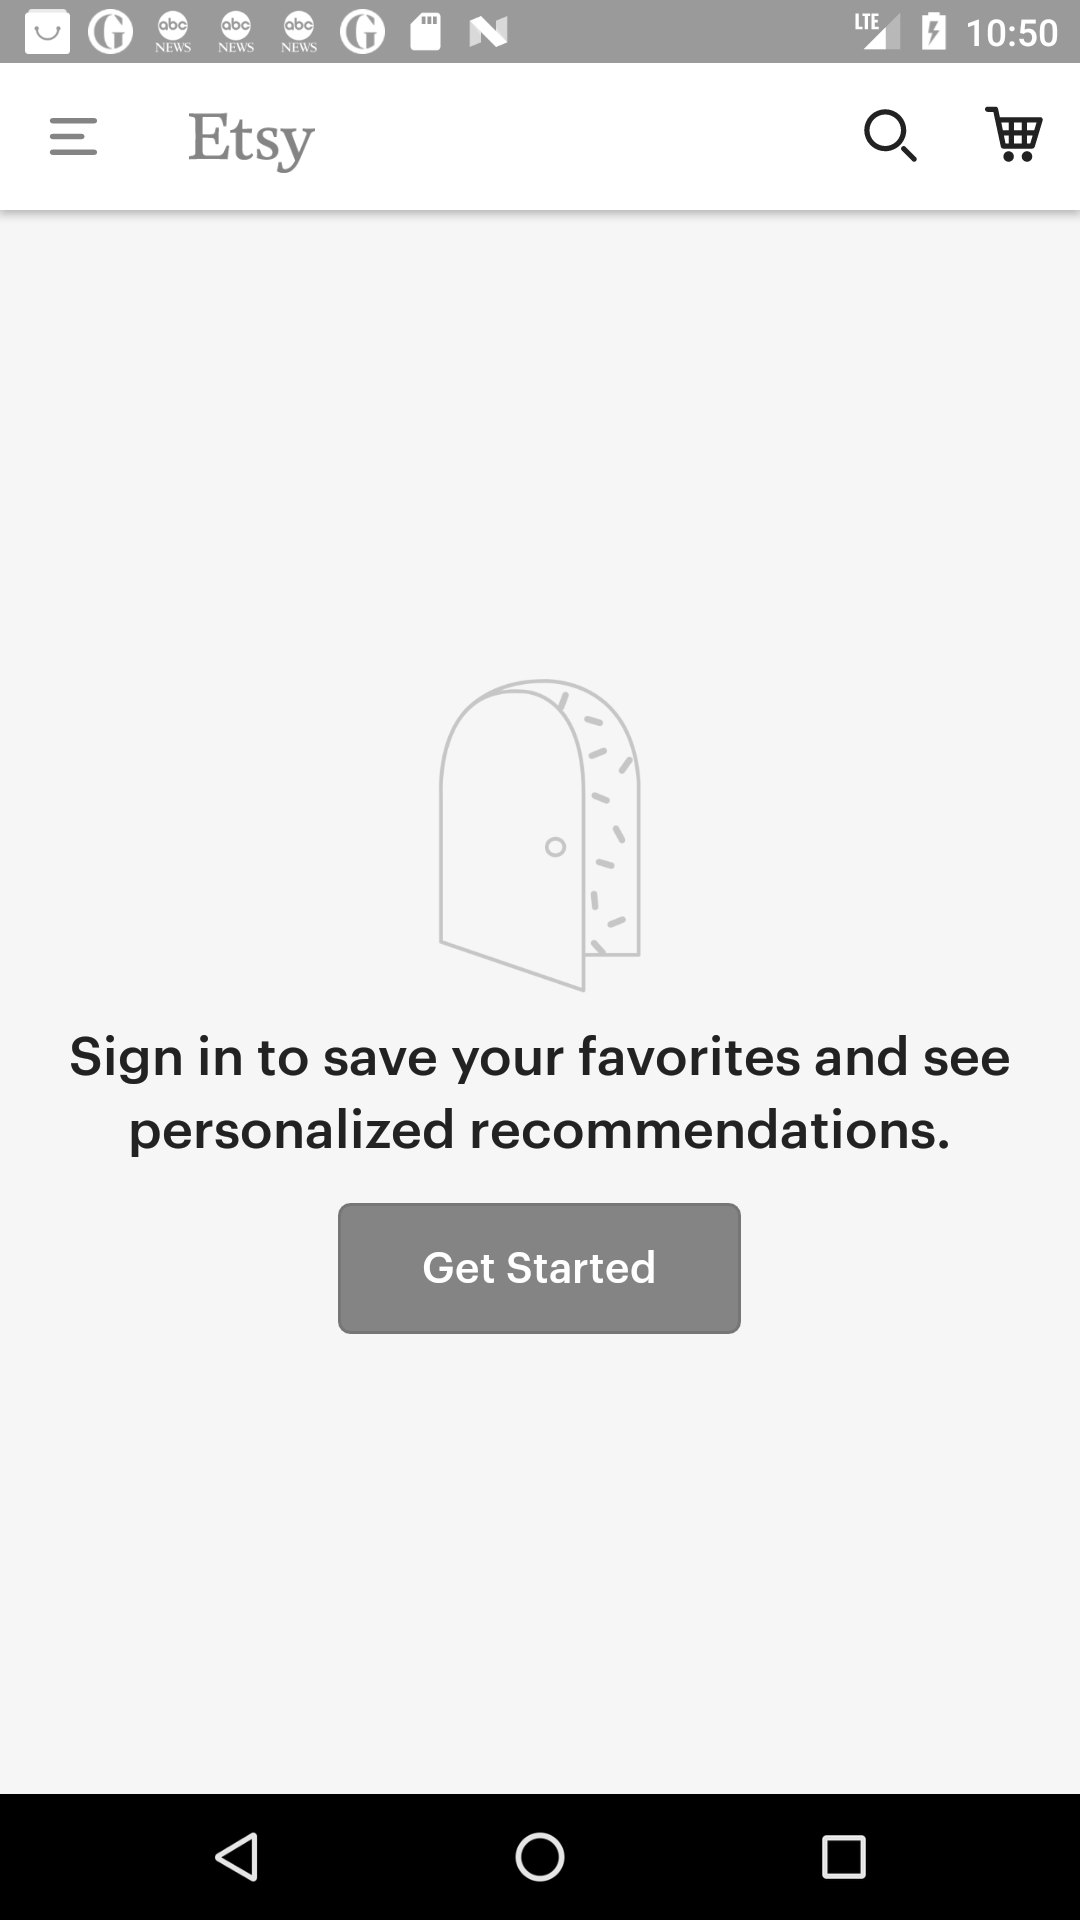 abc NEWS abc NEWS abc NEWS LTE 10:50
Etsy
Sign in to save your favorites and see
personalized recommendations.
Get Started